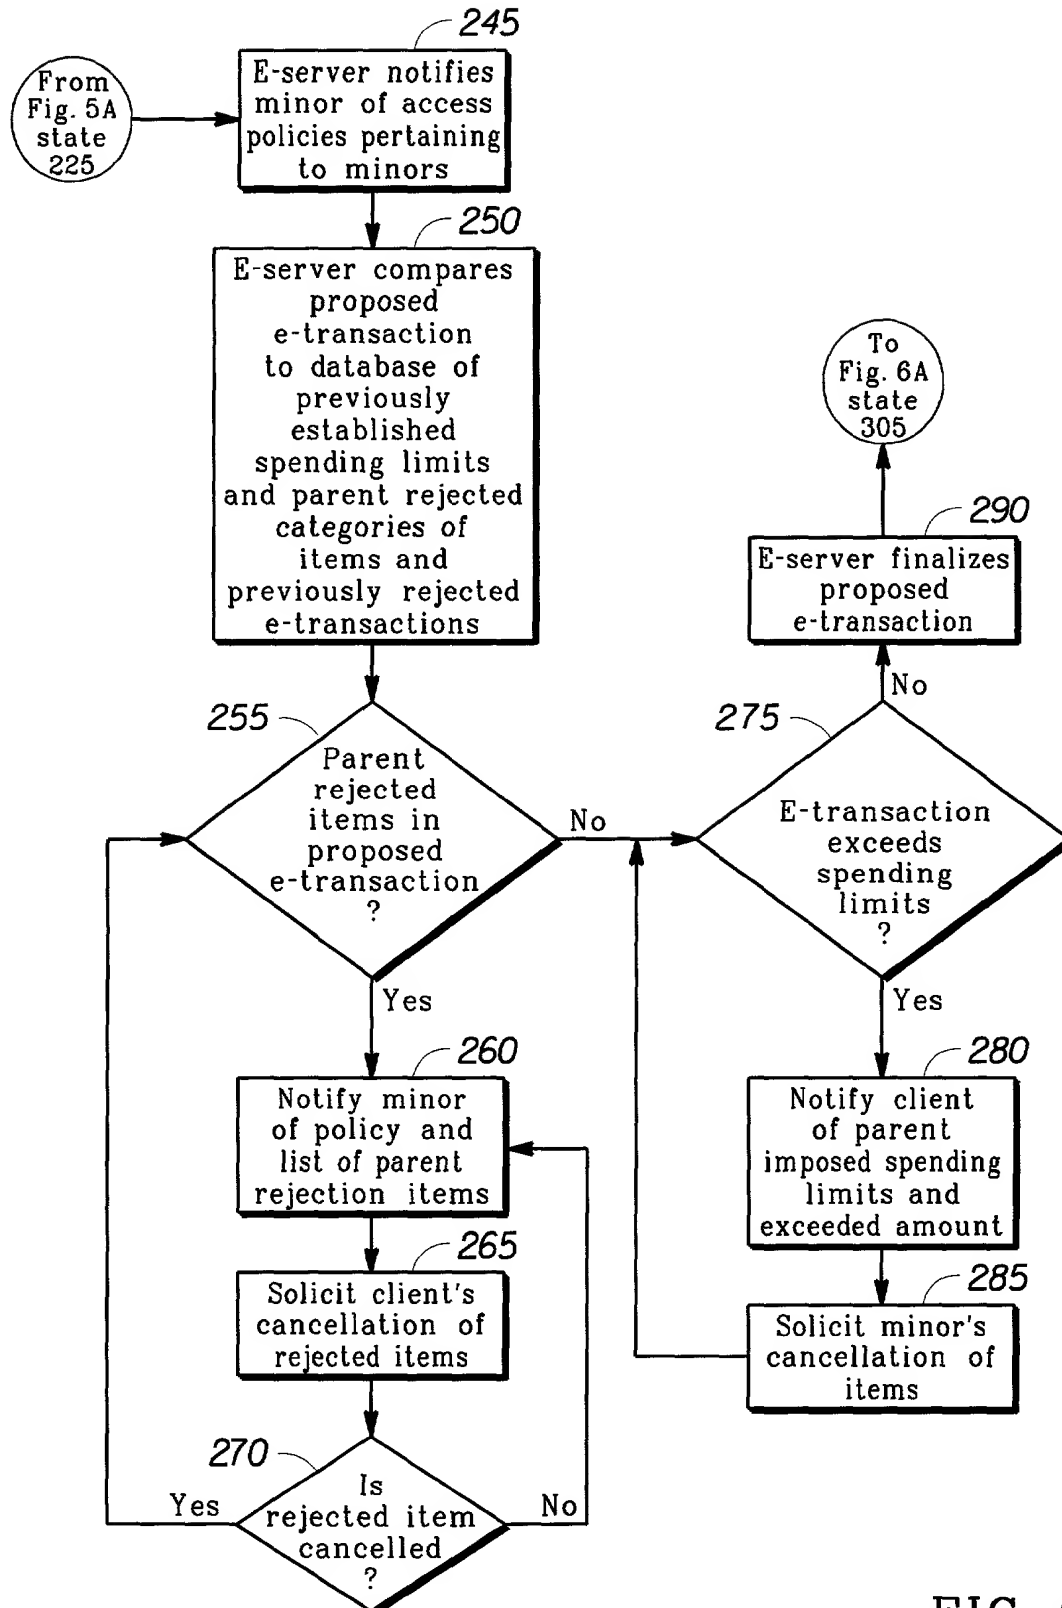 245
From
Fig. 5A
state
225
E-server notifies
minor of access
policies pertaining
to minors
250
E-server compares
proposed
e-transaction
to database of
previously
established
spending limits
and parent rejected
categories of
items and
previously rejected
e-transactions
To
Fig. 6A
state
305
290
E-server finalizes
proposed
e-transaction
No
255
Parent
rejected
items in
proposed
e-transaction
?
No
275
E-transaction
exceeds
spending
limits
?
Yes
Yes
260
Notify minor
of policy and
list of parent
rejection items
280
Notify client
of parent
imposed spending
limits and
exceeded amount
265
Solicit client's
cancellation of
rejected items
285
Solicit minor's
cancellation of
items
270
Is
rejected item
cancelled
?
Yes
No
FIG.